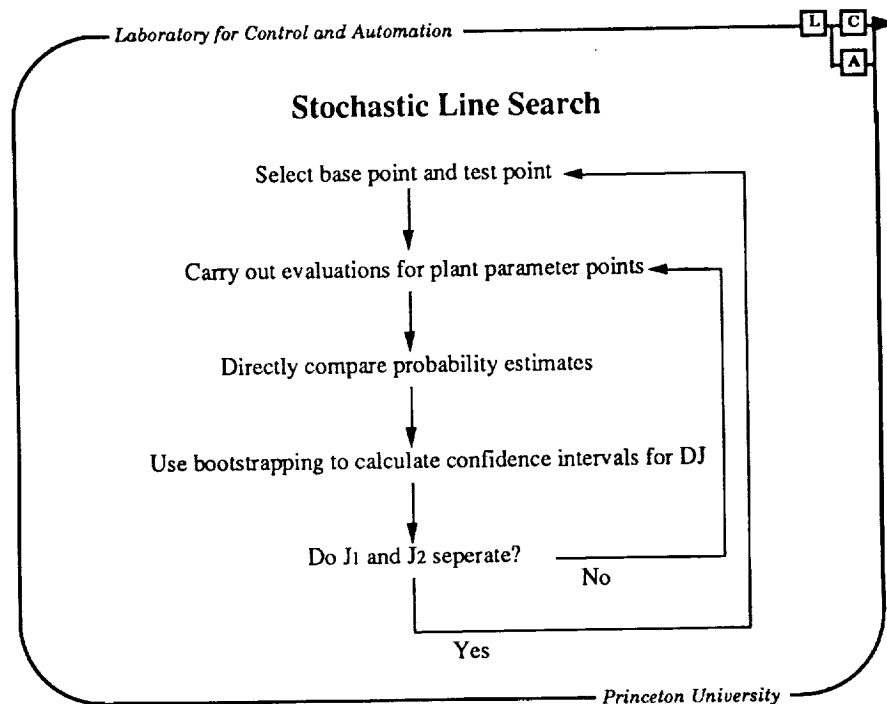 Laboratory for Control and Automation
L C
A
Stochastic Line Search
Select base point and test point
Carry out evaluations for plant parameter points
Directly compare probability estimates
Use bootstrapping to calculate confidence intervals for DJ
Do J1 and J2 seperate?
No
Yes
Princeton University